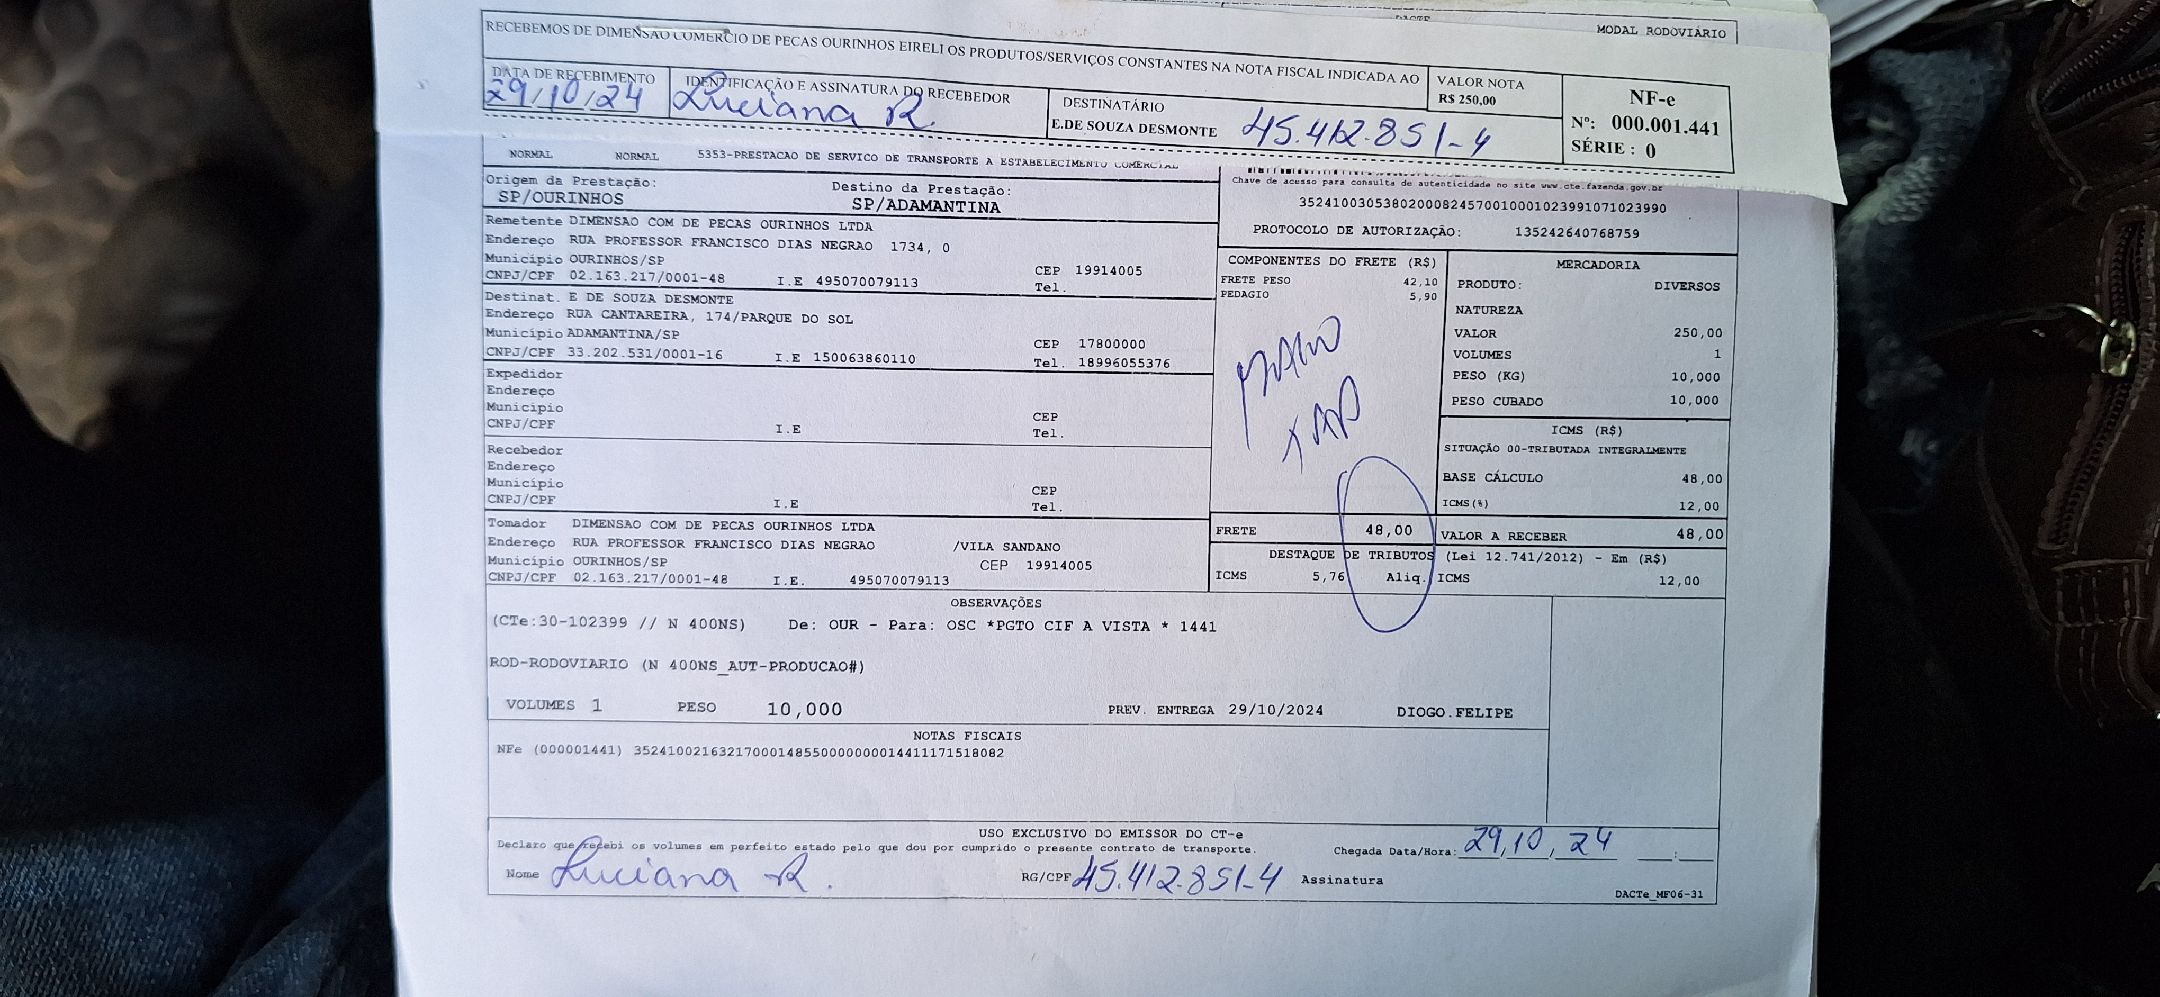 DACTE
MODAL RODOVIÁRIO
RECEBEMOS DE DIMENSAO COMERCIO DE PECAS OURINHOS EIRELI OS PRODUTOS/SERVIÇOS CONSTANTES NA NOTA FISCAL INDICADA AO
VALOR NOTA
R$ 250,00
NF-e
Nº: 000.001.441
SÉRIE : 0
DATA DE RECEBIMENTO
29/10/24
IDENTIFICAÇÃO E ASSINATURA DO RECEBEDOR
Luciana R.
DESTINATÁRIO
E.DE SOUZA DESMONTE 45.412.851-4
NORMAL NORMAL 5353-PRESTACAO DE SERVICO DE TRANSPORTE A ESTABELECIMENTO COMERCIAL
Origem da Prestação:
SP/OURINHOS
Destino da Prestação:
SP/ADAMANTINA
Chave de acesso para consulta de autenticidade no site www.cte.fazenda.gov.br
35241003053802000824570010001023991071023990
PROTOCOLO DE AUTORIZAÇÃO: 135242640768759
Remetente DIMENSAO COM DE PECAS OURINHOS LTDA
Endereço RUA PROFESSOR FRANCISCO DIAS NEGRAO 1734, 0
Município OURINHOS/SP CEP 19914005
CNPJ/CPF 02.163.217/0001-48 I.E 495070079113 Tel.
Destinat. E DE SOUZA DESMONTE
Endereço RUA CANTAREIRA, 174/PARQUE DO SOL
Município ADAMANTINA/SP CEP 17800000
CNPJ/CPF 33.202.531/0001-16 I.E 150063860110 Tel. 18996055376
Expedidor
Endereço
Município CEP
CNPJ/CPF I.E Tel.
Recebedor
Endereço
Município CEP
CNPJ/CPF I.E Tel.
Tomador DIMENSAO COM DE PECAS OURINHOS LTDA
Endereço RUA PROFESSOR FRANCISCO DIAS NEGRAO /VILA SANDANO
Município OURINHOS/SP CEP 19914005
CNPJ/CPF 02.163.217/0001-48 I.E. 495070079113
COMPONENTES DO FRETE (R$)
FRETE PESO 42,10
PEDAGIO 5,90
MERCADORIA
PRODUTO: DIVERSOS
NATUREZA
VALOR 250,00
VOLUMES 1
PESO (KG) 10,000
PESO CUBADO 10,000
ICMS (R$)
SITUAÇÃO 00-TRIBUTADA INTEGRALMENTE
BASE CÁLCULO 48,00
ICMS(%) 12,00
FRETE 48,00 VALOR A RECEBER 48,00
DESTAQUE DE TRIBUTOS (Lei 12.741/2012) - Em (R$)
ICMS 5,76 Aliq. ICMS 12,00
OBSERVAÇÕES
(CTe:30-102399 // N 400NS) De: OUR - Para: OSC *PGTO CIF A VISTA * 1441
ROD-RODOVIARIO (N 400NS_AUT-PRODUCAO#)
VOLUMES 1 PESO 10,000 PREV. ENTREGA 29/10/2024 DIOGO.FELIPE
NOTAS FISCAIS
NFe (000001441) 35241002163217000148550000000014411171518082
USO EXCLUSIVO DO EMISSOR DO CT-e
Declaro que recebi os volumes em perfeito estado pelo que dou por cumprido o presente contrato de transporte.
Chegada Data/Hora: 29,10,24 __:__
Nome Luciana R. RG/CPF 45.412.851-4 Assinatura
DACTe_MF06-31